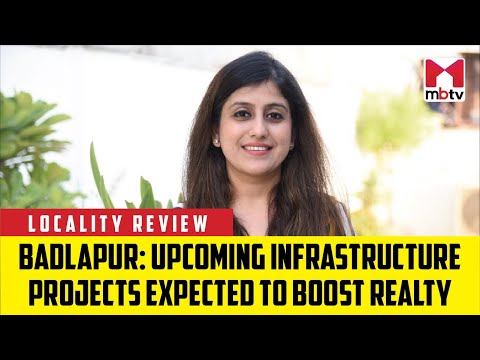 mbtv
LOCALITY REVIEW
BADLAPUR: UPCOMING INFRASTRUCTURE
PROJECTS EXPECTED TO BOOST REALTY